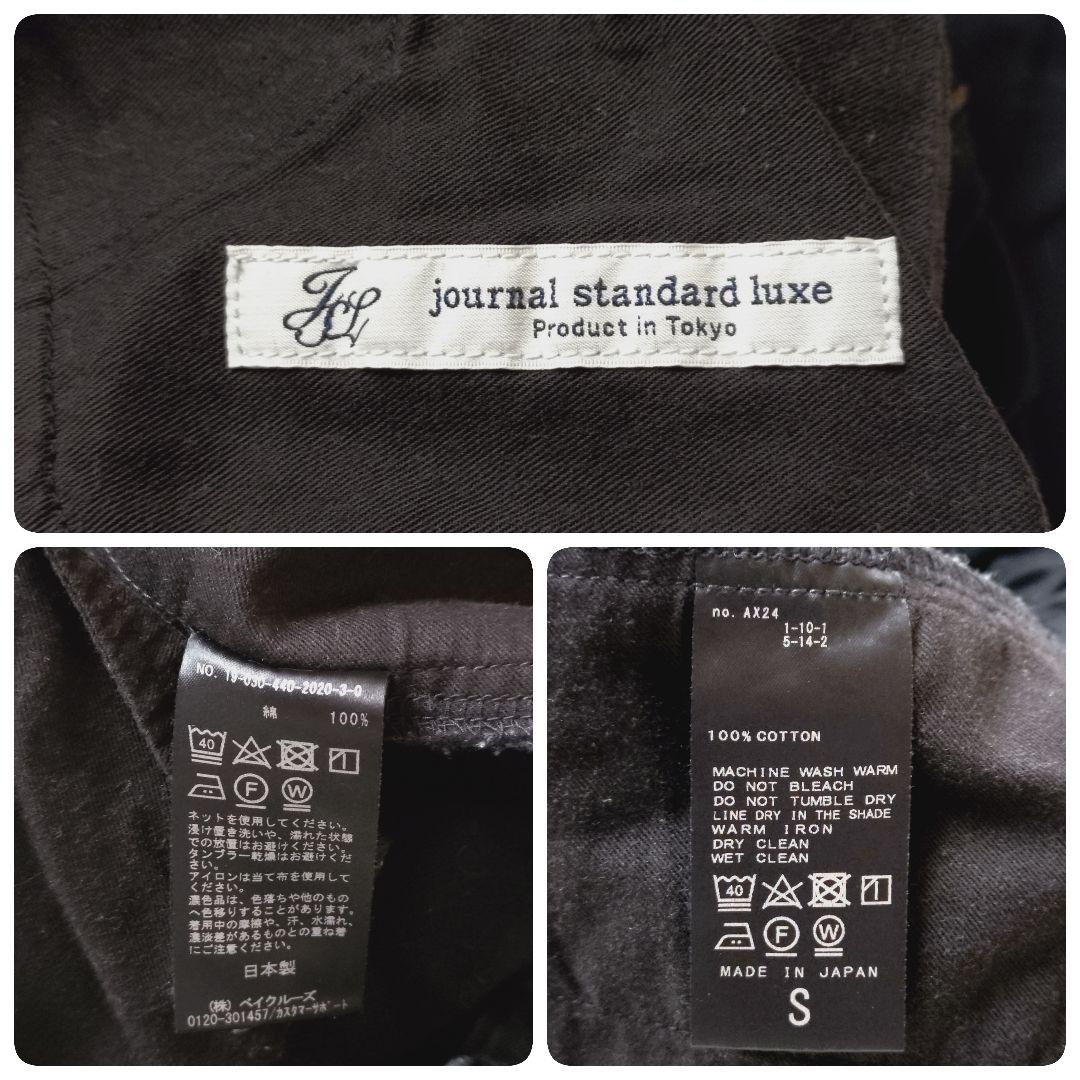 JSL
journal standard luxe
Product in Tokyo
NO. 19-030-440-2020-3-0
綿 100%
40
F W
ネットを使用してください。
浸け置き洗いや、濡れた状態
での放置はお避けください。
タンブラー乾燥はお避けくだ
さい。
アイロンは当て布を使用して
ください。
濃色品は、色落ちや他のもの
へ色移りすることがあります。
着用中の摩擦や、汗、水濡れ、
濃淡差があるものとの重ね着
にご注意ください。
日本製
(株) ベイクルーズ
0120-301457/カスタマーサポート
no. AX24
1-10-1
5-14-2
100% COTTON
MACHINE WASH WARM
DO NOT BLEACH
DO NOT TUMBLE DRY
LINE DRY IN THE SHADE
WARM IRON
DRY CLEAN
WET CLEAN
40
F W
MADE IN JAPAN
S